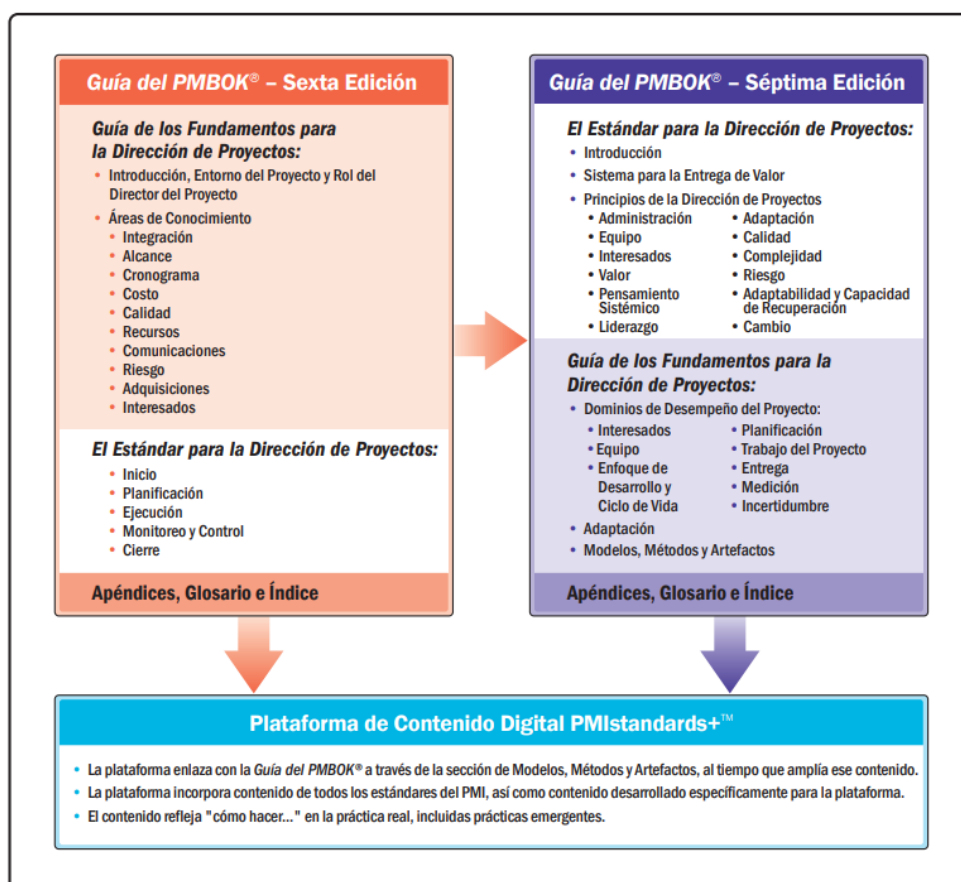 Guía del PMBOK® – Sexta Edición
Guía de los Fundamentos para
la Dirección de Proyectos:
• Introducción, Entorno del Proyecto y Rol del
Director del Proyecto
• Áreas de Conocimiento
• Integración
• Alcance
• Cronograma
• Costo
• Calidad
• Recursos
• Comunicaciones
• Riesgo
• Adquisiciones
• Interesados
El Estándar para la Dirección de Proyectos:
• Inicio
• Planificación
• Ejecución
• Monitoreo y Control
• Cierre
Apéndices, Glosario e Índice
Guía del PMBOK® – Séptima Edición
El Estándar para la Dirección de Proyectos:
• Introducción
• Sistema para la Entrega de Valor
• Principios de la Dirección de Proyectos
• Administración
• Equipo
• Interesados
• Valor
• Pensamiento
Sistémico
• Liderazgo
• Adaptación
• Calidad
• Complejidad
• Riesgo
• Adaptabilidad y Capacidad
de Recuperación
• Cambio
Guía de los Fundamentos para la
Dirección de Proyectos:
• Dominios de Desempeño del Proyecto:
• Interesados
• Equipo
• Enfoque de
Desarrollo y
Ciclo de Vida
• Planificación
• Trabajo del Proyecto
• Entrega
• Medición
• Incertidumbre
• Adaptación
• Modelos, Métodos y Artefactos
Apéndices, Glosario e Índice
Plataforma de Contenido Digital PMIstandards+™
• La plataforma enlaza con la Guía del PMBOK® a través de la sección de Modelos, Métodos y Artefactos, al tiempo que amplía ese contenido.
• La plataforma incorpora contenido de todos los estándares del PMI, así como contenido desarrollado específicamente para la plataforma.
• El contenido refleja "cómo hacer..." en la práctica real, incluidas prácticas emergentes.